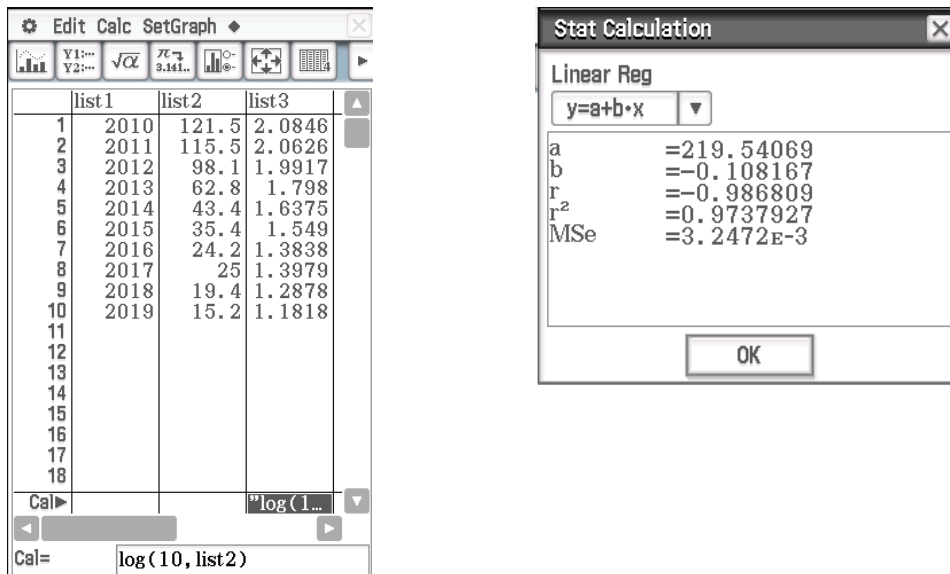 Edit Calc SetGraph
Y1:... Y2:... √α π 3.141.. 4
list1 list2 list3
1 2010 121.5 2.0846
2 2011 115.5 2.0626
3 2012 98.1 1.9917
4 2013 62.8 1.798
5 2014 43.4 1.6375
6 2015 35.4 1.549
7 2016 24.2 1.3838
8 2017 25 1.3979
9 2018 19.4 1.2878
10 2019 15.2 1.1818
11
12
13
14
15
16
17
18
Cal▶ "log(1...
Cal= log(10,list2)
Stat Calculation
Linear Reg
y=a+b•x
a =219.54069
b =-0.108167
r =-0.986809
r² =0.9737927
MSe =3.2472E-3
OK